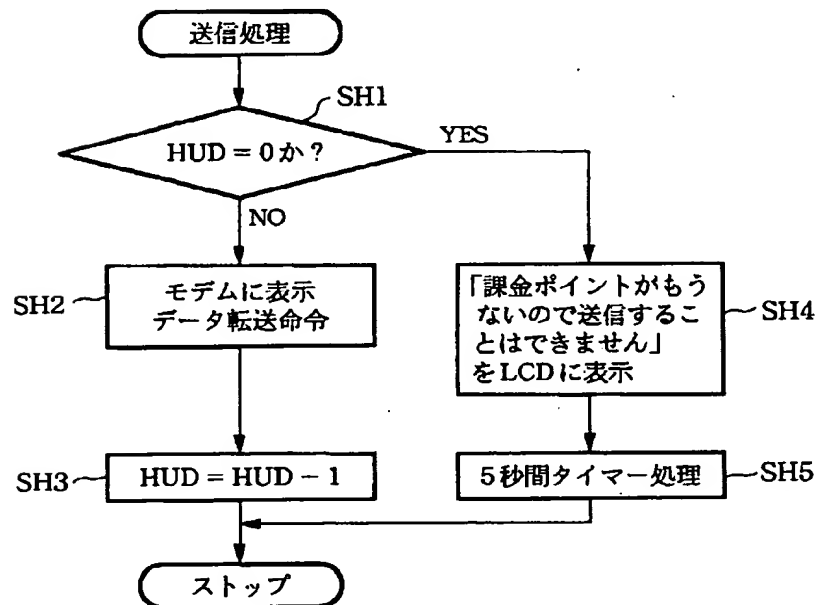 送信処理
SH1
HUD = 0か?
YES
NO
SH2
モデムに表示
データ転送命令
「課金ポイントがもう
ないので送信するこ
とはできません」
をLCDに表示
SH4
SH3
HUD = HUD − 1
5秒間タイマー処理
SH5
ストップ